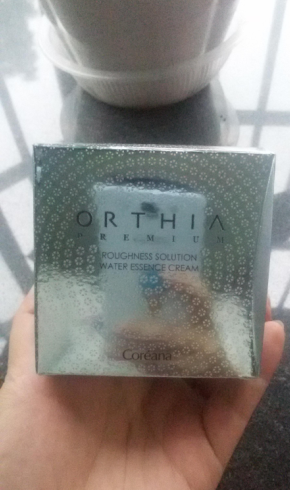 ORTHIA
PREMIUM
ROUGHNESS SOLUTION
WATER ESSENCE CREAM
Coreana